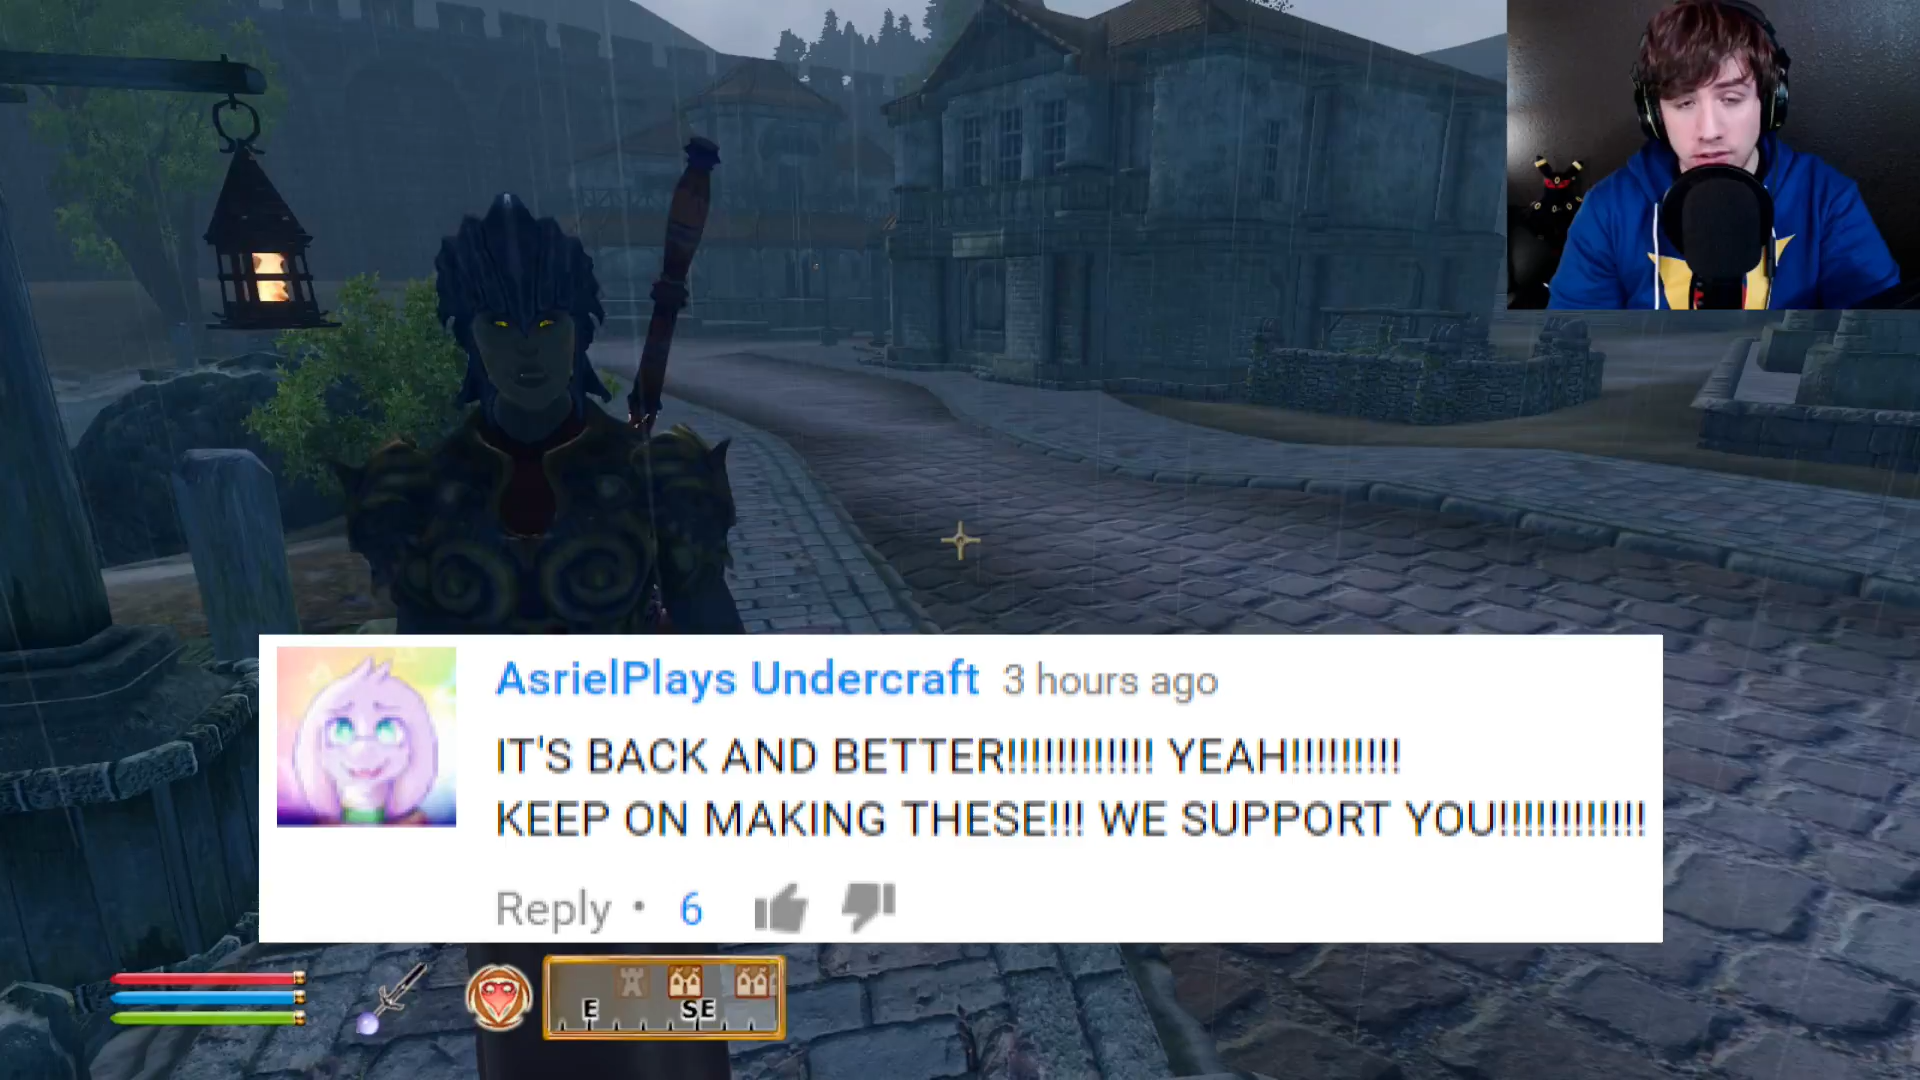 AsrielPlays Undercraft 3 hours ago
IT'S BACK AND BETTER!!!!!!!!!!!! YEAH!!!!!!!!!
KEEP ON MAKING THESE!!! WE SUPPORT YOU!!!!!!!!!!!!
Reply • 6
E SE